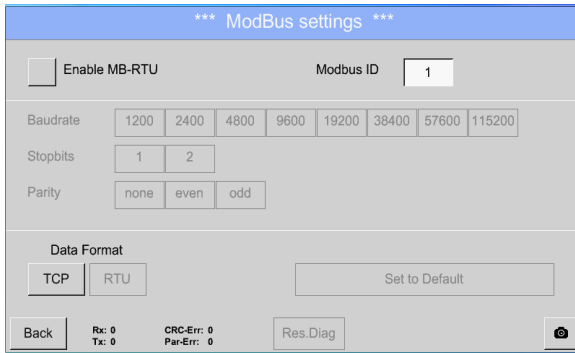 *** ModBus settings ***
Enable MB-RTU Modbus ID 1
Baudrate 1200 2400 4800 9600 19200 38400 57600 115200
Stopbits 1 2
Parity none even odd
Data Format
TCP RTU Set to Default
Back Rx: 0 CRC-Err: 0 Res.Diag
Tx: 0 Par-Err: 0